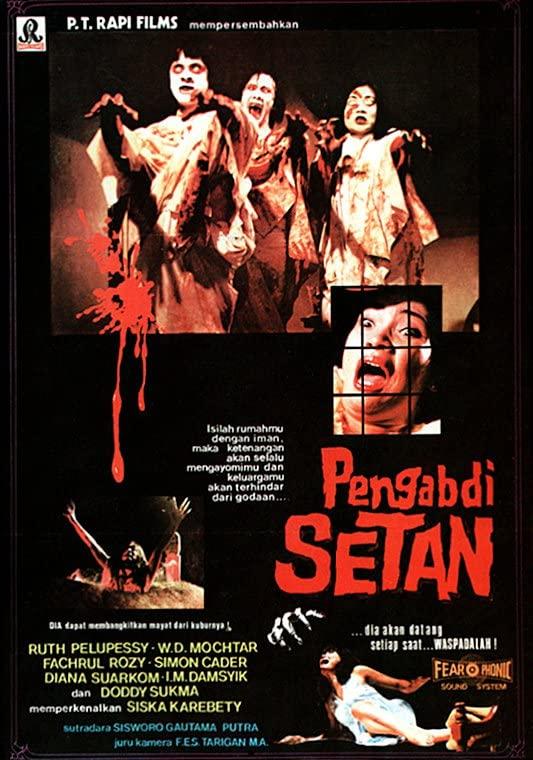 P.T. RAPI FILMS mempersembahkan
Isilah rumahmu
dengan iman,
maka ketenangan
akan selalu
mengayomimu dan
keluargamu
akan terhindar
dari godaan....
Pengabdi
SETAN
DIA dapat membangkitkan mayat dari kuburnya!
...dia akan datang
setiap saat...WASPADALAH!
RUTH PELUPESSY · W.D. MOCHTAR
FACHRUL ROZY · SIMON CADER
DIANA SUARKOM · I.M. DAMSYIK
dan DODDY SUKMA
memperkenalkan SISKA KAREBETY
FEAR O PHONIC
SOUND SYSTEM
sutradara SISWORO GAUTAMA PUTRA
juru kamera F.E.S. TARIGAN M.A.